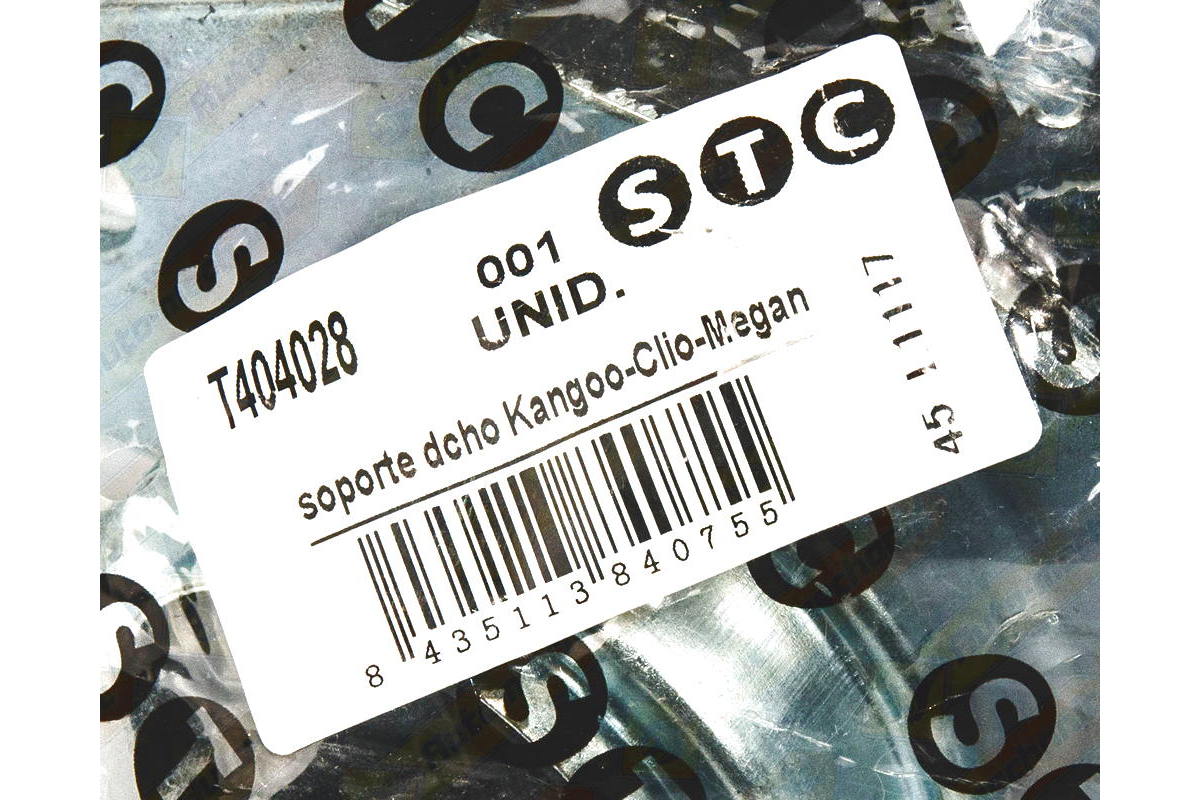 STC
001
UNID.
T404028
soporte dcho Kangoo-Clio-Megan
8 435113 840755
45 11117